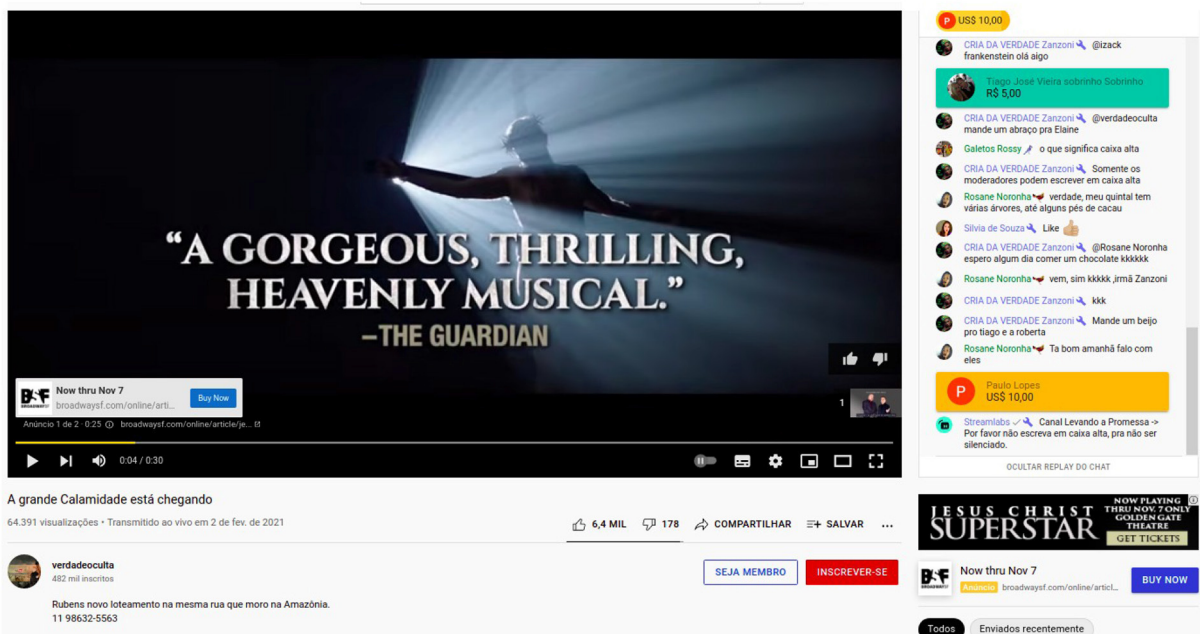 “A GORGEOUS, THRILLING,
HEAVENLY MUSICAL.”
–THE GUARDIAN
BSF
Now thru Nov 7
broadwaysf.com/online/arti...
Buy Now
1
Anúncio 1 de 2 · 0:25 broadwaysf.com/online/article/je...
0:04 / 0:30
A grande Calamidade está chegando
64.391 visualizações • Transmitido ao vivo em 2 de fev. de 2021
6,4 MIL 178 COMPARTILHAR SALVAR ...
verdadeoculta
482 mil inscritos
SEJA MEMBRO INSCREVER-SE
Rubens novo loteamento na mesma rua que moro na Amazônia.
11 98632-5563
P US$ 10,00
CRIA DA VERDADE Zanzoni @izack
frankenstein olá aigo
Tiago José Vieira sobrinho Sobrinho
R$ 5,00
CRIA DA VERDADE Zanzoni @verdadeoculta
mande um abraço pra Elaine
Galetos Rossy o que significa caixa alta
CRIA DA VERDADE Zanzoni Somente os
moderadores podem escrever em caixa alta
Rosane Noronha verdade, meu quintal tem
várias árvores, até alguns pés de cacau
Silvia de Souza Like
CRIA DA VERDADE Zanzoni @Rosane Noronha
espero algum dia comer um chocolate kkkkkk
Rosane Noronha vem, sim kkkkk ,irmã Zanzoni
CRIA DA VERDADE Zanzoni kkk
CRIA DA VERDADE Zanzoni Mande um beijo
pro tiago e a roberta
Rosane Noronha Ta bom amanhã falo com
eles
P Paulo Lopes
US$ 10,00
Streamlabs Canal Levando a Promessa ->
Por favor não escreva em caixa alta, pra não ser
silenciado.
OCULTAR REPLAY DO CHAT
JESUS CHRIST
SUPERSTAR
NOW PLAYING
THRU NOV. 7 ONLY
GOLDEN GATE
THEATRE
GET TICKETS
BSF
Now thru Nov 7
Anúncio broadwaysf.com/online/articl...
BUY NOW
Todos Enviados recentemente